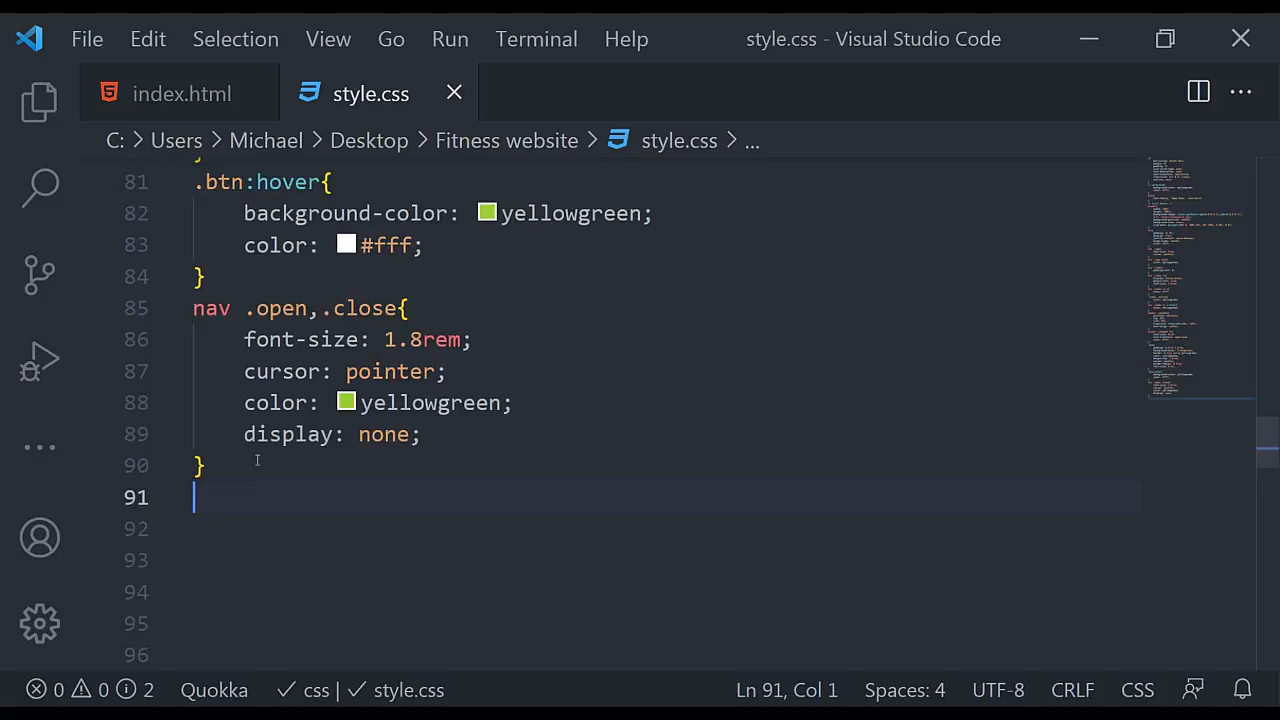 File Edit Selection View Go Run Terminal Help style.css - Visual Studio Code
index.html style.css
C: > Users > Michael > Desktop > Fitness website > style.css > ...
81 .btn:hover{
82 background-color: yellowgreen;
83 color: #fff;
84 }
85 nav .open,.close{
86 font-size: 1.8rem;
87 cursor: pointer;
88 color: yellowgreen;
89 display: none;
90 }
91
92
93
94
95
96
0 0 2 Quokka ✓ css | ✓ style.css Ln 91, Col 1 Spaces: 4 UTF-8 CRLF CSS